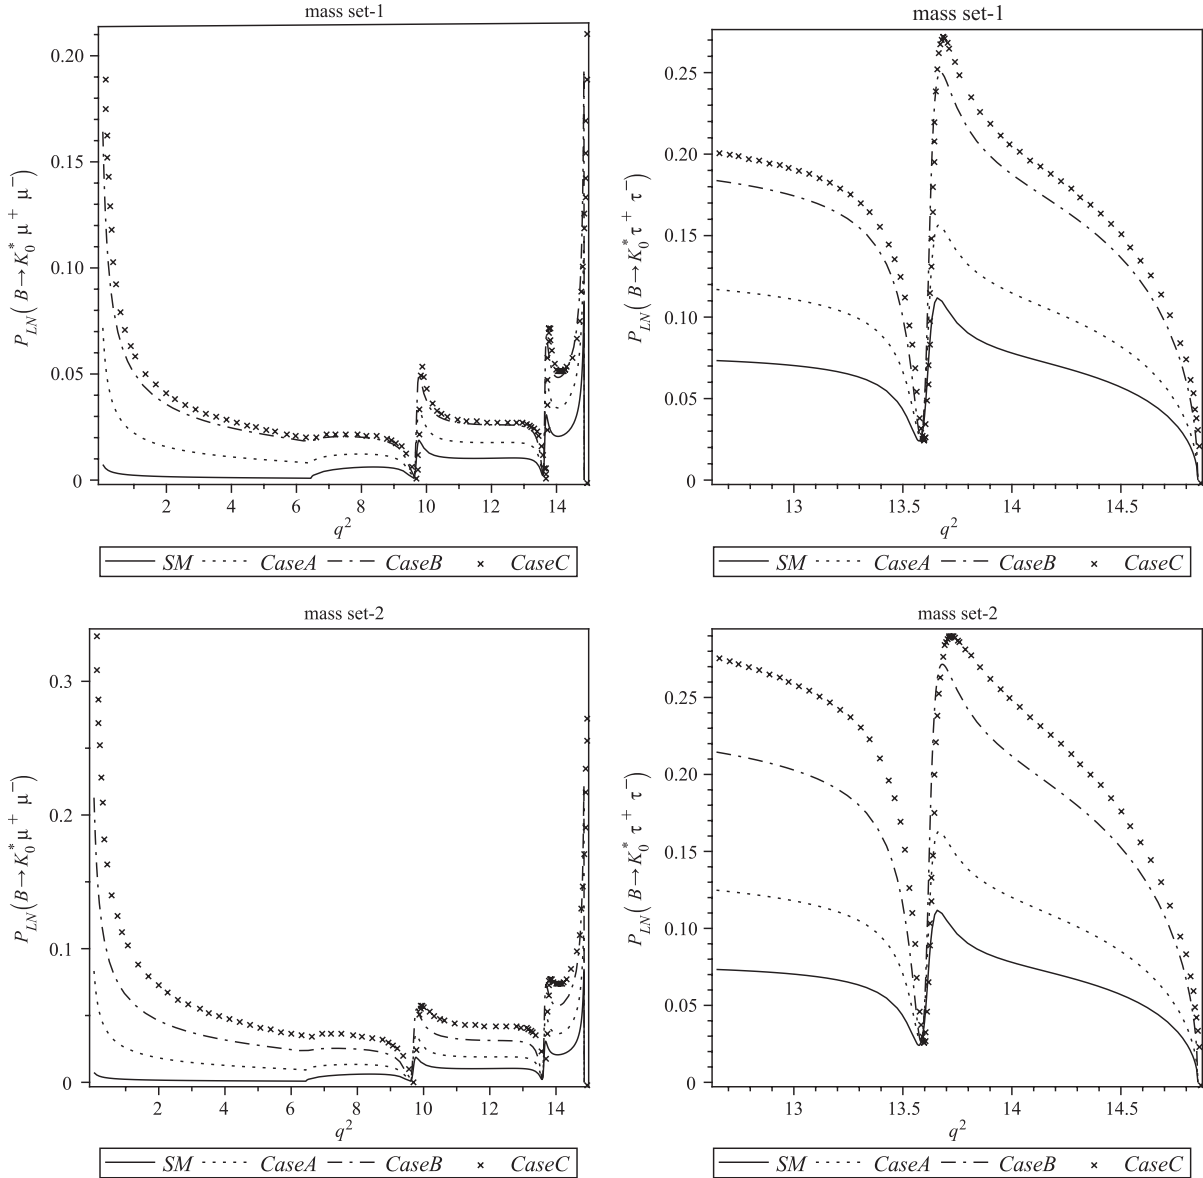 mass set-1
0.20
0.15
0.10
0.05
0
P_LN(B→K₀* μ⁺ μ⁻)
2 4 6 8 10 12 14
q²
SM CaseA CaseB CaseC
mass set-1
0.25
0.20
0.15
0.10
0.05
0
P_LN(B→K₀* τ⁺ τ⁻)
13 13.5 14 14.5
q²
SM CaseA CaseB CaseC
mass set-2
0.3
0.2
0.1
0
P_LN(B→K₀* μ⁺ μ⁻)
2 4 6 8 10 12 14
q²
SM CaseA CaseB CaseC
mass set-2
0.25
0.20
0.15
0.10
0.05
0
P_LN(B→K₀* τ⁺ τ⁻)
13 13.5 14 14.5
q²
SM CaseA CaseB CaseC